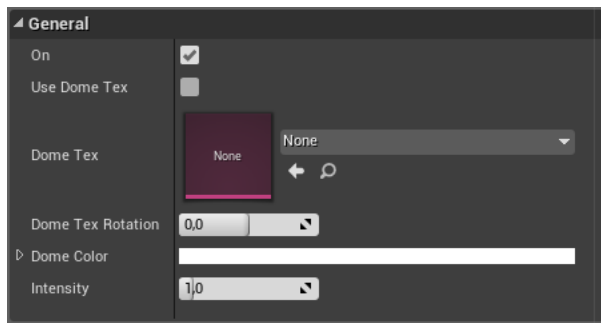 General
On
Use Dome Tex
Dome Tex
None
None
Dome Tex Rotation
0,0
Dome Color
Intensity
1,0